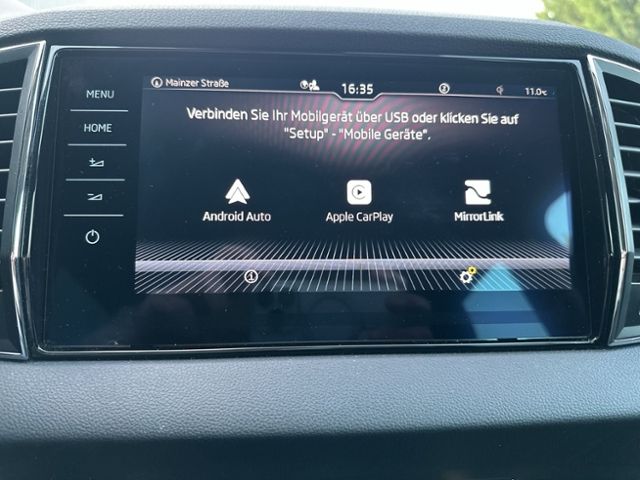 MENU
HOME
Mainzer Straße
16:35
11.0°C
Verbinden Sie Ihr Mobilgerät über USB oder klicken Sie auf
"Setup" - "Mobile Geräte".
Android Auto
Apple CarPlay
MirrorLink